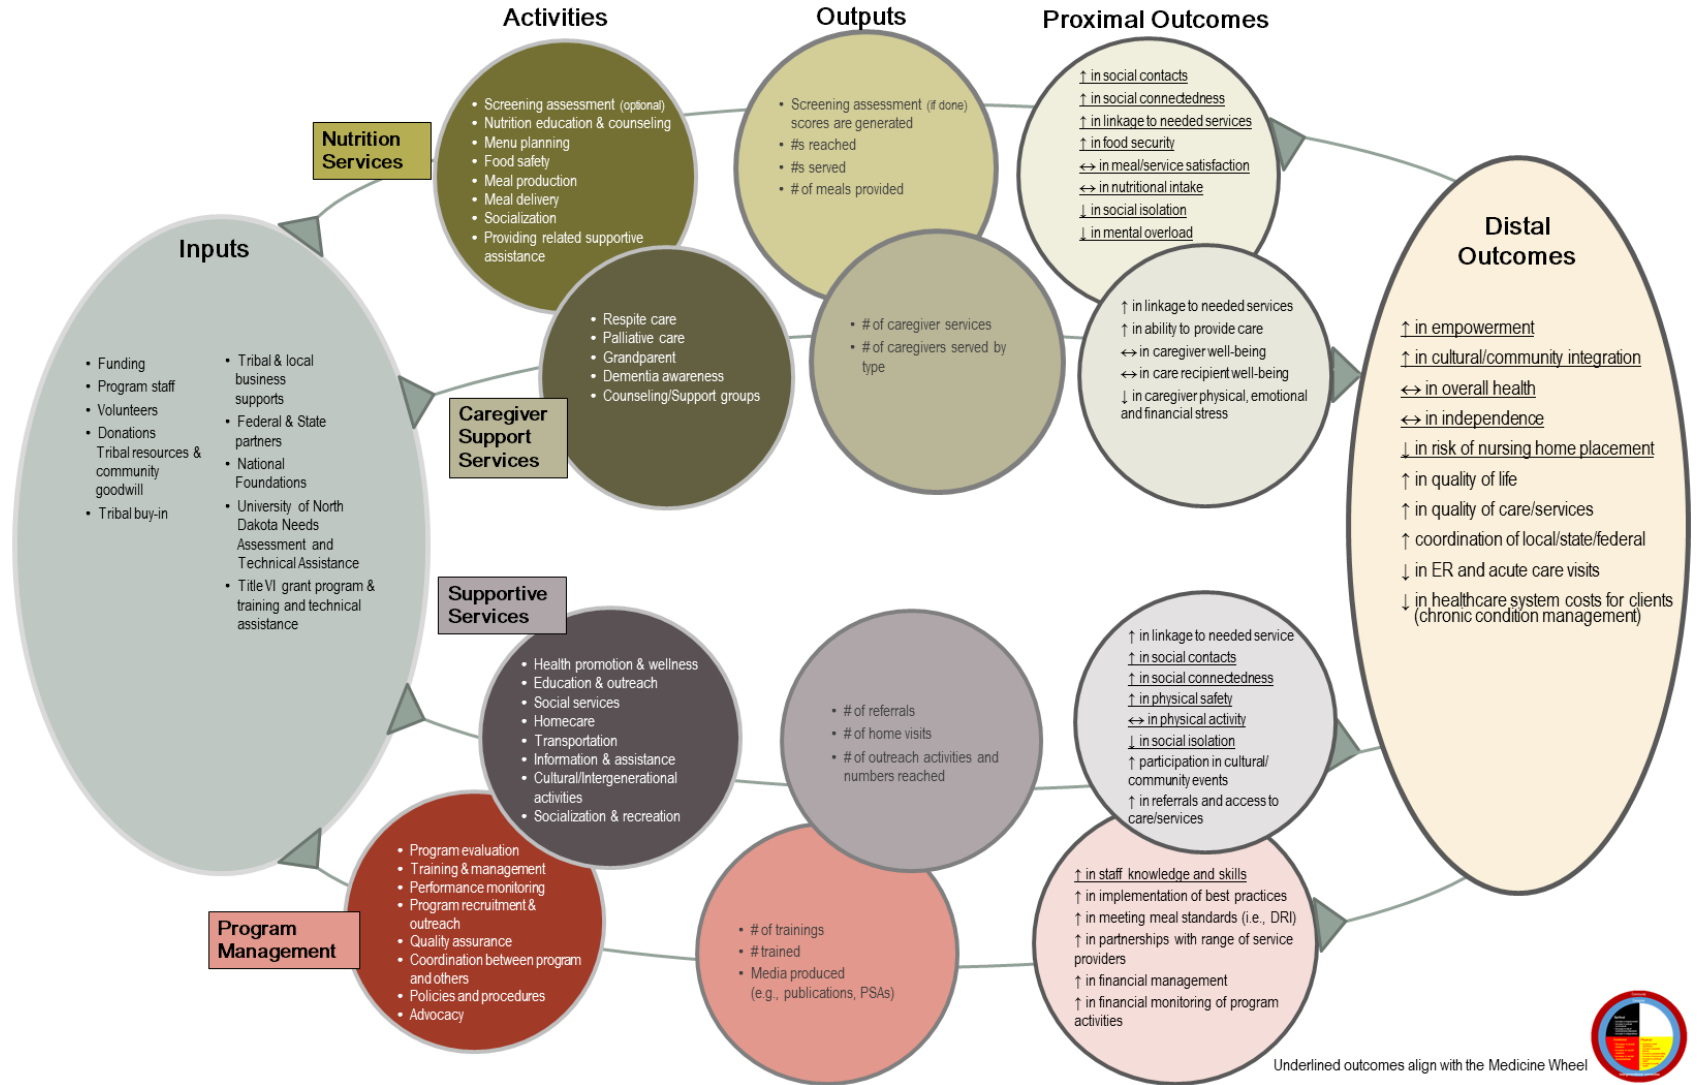 Activities
Outputs
Proximal Outcomes
Nutrition
Services
• Screening assessment (optional)
• Nutrition education & counseling
• Menu planning
• Food safety
• Meal production
• Meal delivery
• Socialization
• Providing related supportive
assistance
• Screening assessment (if done)
scores are generated
• #s reached
• #s served
• # of meals provided
↑ in social contacts
↑ in social connectedness
↑ in linkage to needed services
↑ in food security
↔ in meal/service satisfaction
↔ in nutritional intake
↓ in social isolation
↓ in mental overload
Inputs
• Funding
• Program staff
• Volunteers
• Donations
Tribal resources &
community
goodwill
• Tribal buy-in
• Tribal & local
business
supports
• Federal & State
partners
• National
Foundations
• University of North
Dakota Needs
Assessment and
Technical Assistance
• Title VI grant program &
training and technical
assistance
Caregiver
Support
Services
• Respite care
• Palliative care
• Grandparent
• Dementia awareness
• Counseling/Support groups
• # of caregiver services
• # of caregivers served by
type
↑ in linkage to needed services
↑ in ability to provide care
↔ in caregiver well-being
↔ in care recipient well-being
↓ in caregiver physical, emotional
and financial stress
Distal
Outcomes
↑ in empowerment
↑ in cultural/community integration
↔ in overall health
↔ in independence
↓ in risk of nursing home placement
↑ in quality of life
↑ in quality of care/services
↑ coordination of local/state/federal
↓ in ER and acute care visits
↓ in healthcare system costs for clients
(chronic condition management)
Supportive
Services
• Health promotion & wellness
• Education & outreach
• Social services
• Homecare
• Transportation
• Information & assistance
• Cultural/Intergenerational
activities
• Socialization & recreation
• # of referrals
• # of home visits
• # of outreach activities and
numbers reached
↑ in linkage to needed service
↑ in social contacts
↑ in social connectedness
↑ in physical safety
↔ in physical activity
↓ in social isolation
↑ participation in cultural/
community events
↑ in referrals and access to
care/services
Program
Management
• Program evaluation
• Training & management
• Performance monitoring
• Program recruitment &
outreach
• Quality assurance
• Coordination between program
and others
• Policies and procedures
• Advocacy
• # of trainings
• # trained
• Media produced
(e.g., publications, PSAs)
↑ in staff knowledge and skills
↑ in implementation of best practices
↑ in meeting meal standards (i.e., DRI)
↑ in partnerships with range of service
providers
↑ in financial management
↑ in financial monitoring of program
activities
Underlined outcomes align with the Medicine Wheel